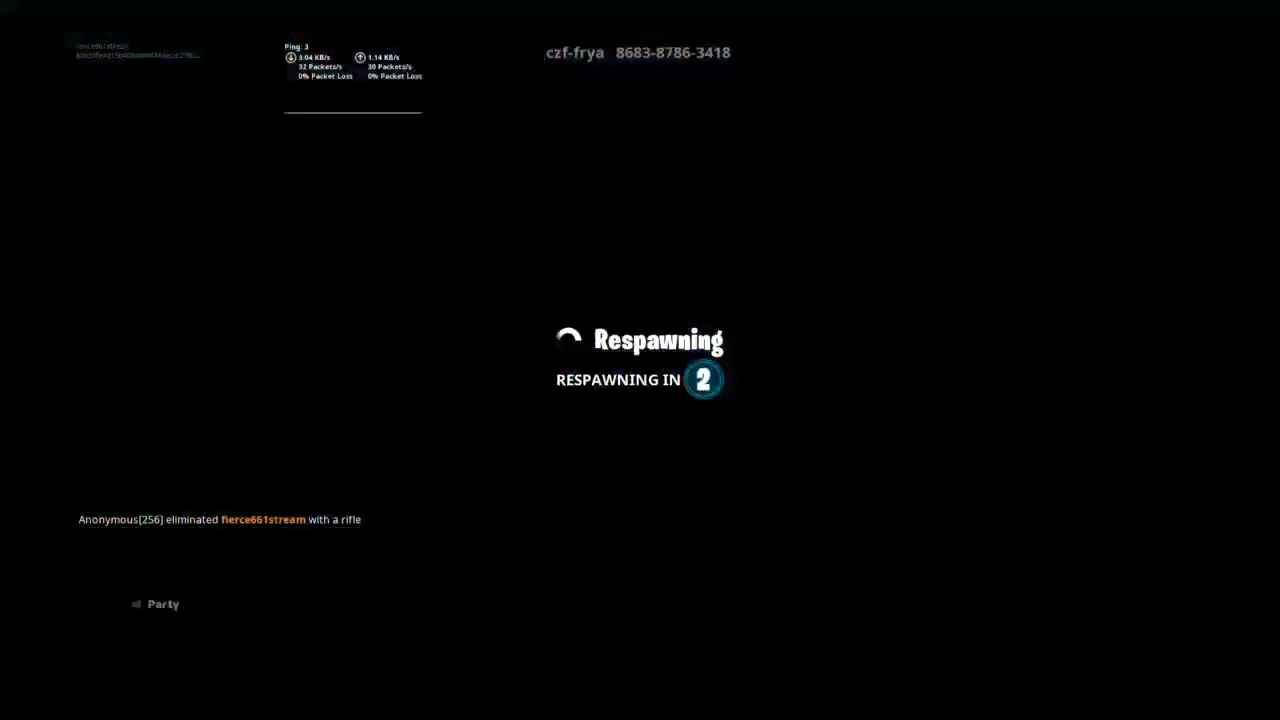 fierce661stream
Ping: 3
3.04 KB/s 1.14 KB/s
32 Packets/s 30 Packets/s
0% Packet Loss 0% Packet Loss
czf-frya 8683-8786-3418
Respawning
RESPAWNING IN 2
Anonymous[256] eliminated fierce661stream with a rifle
Party